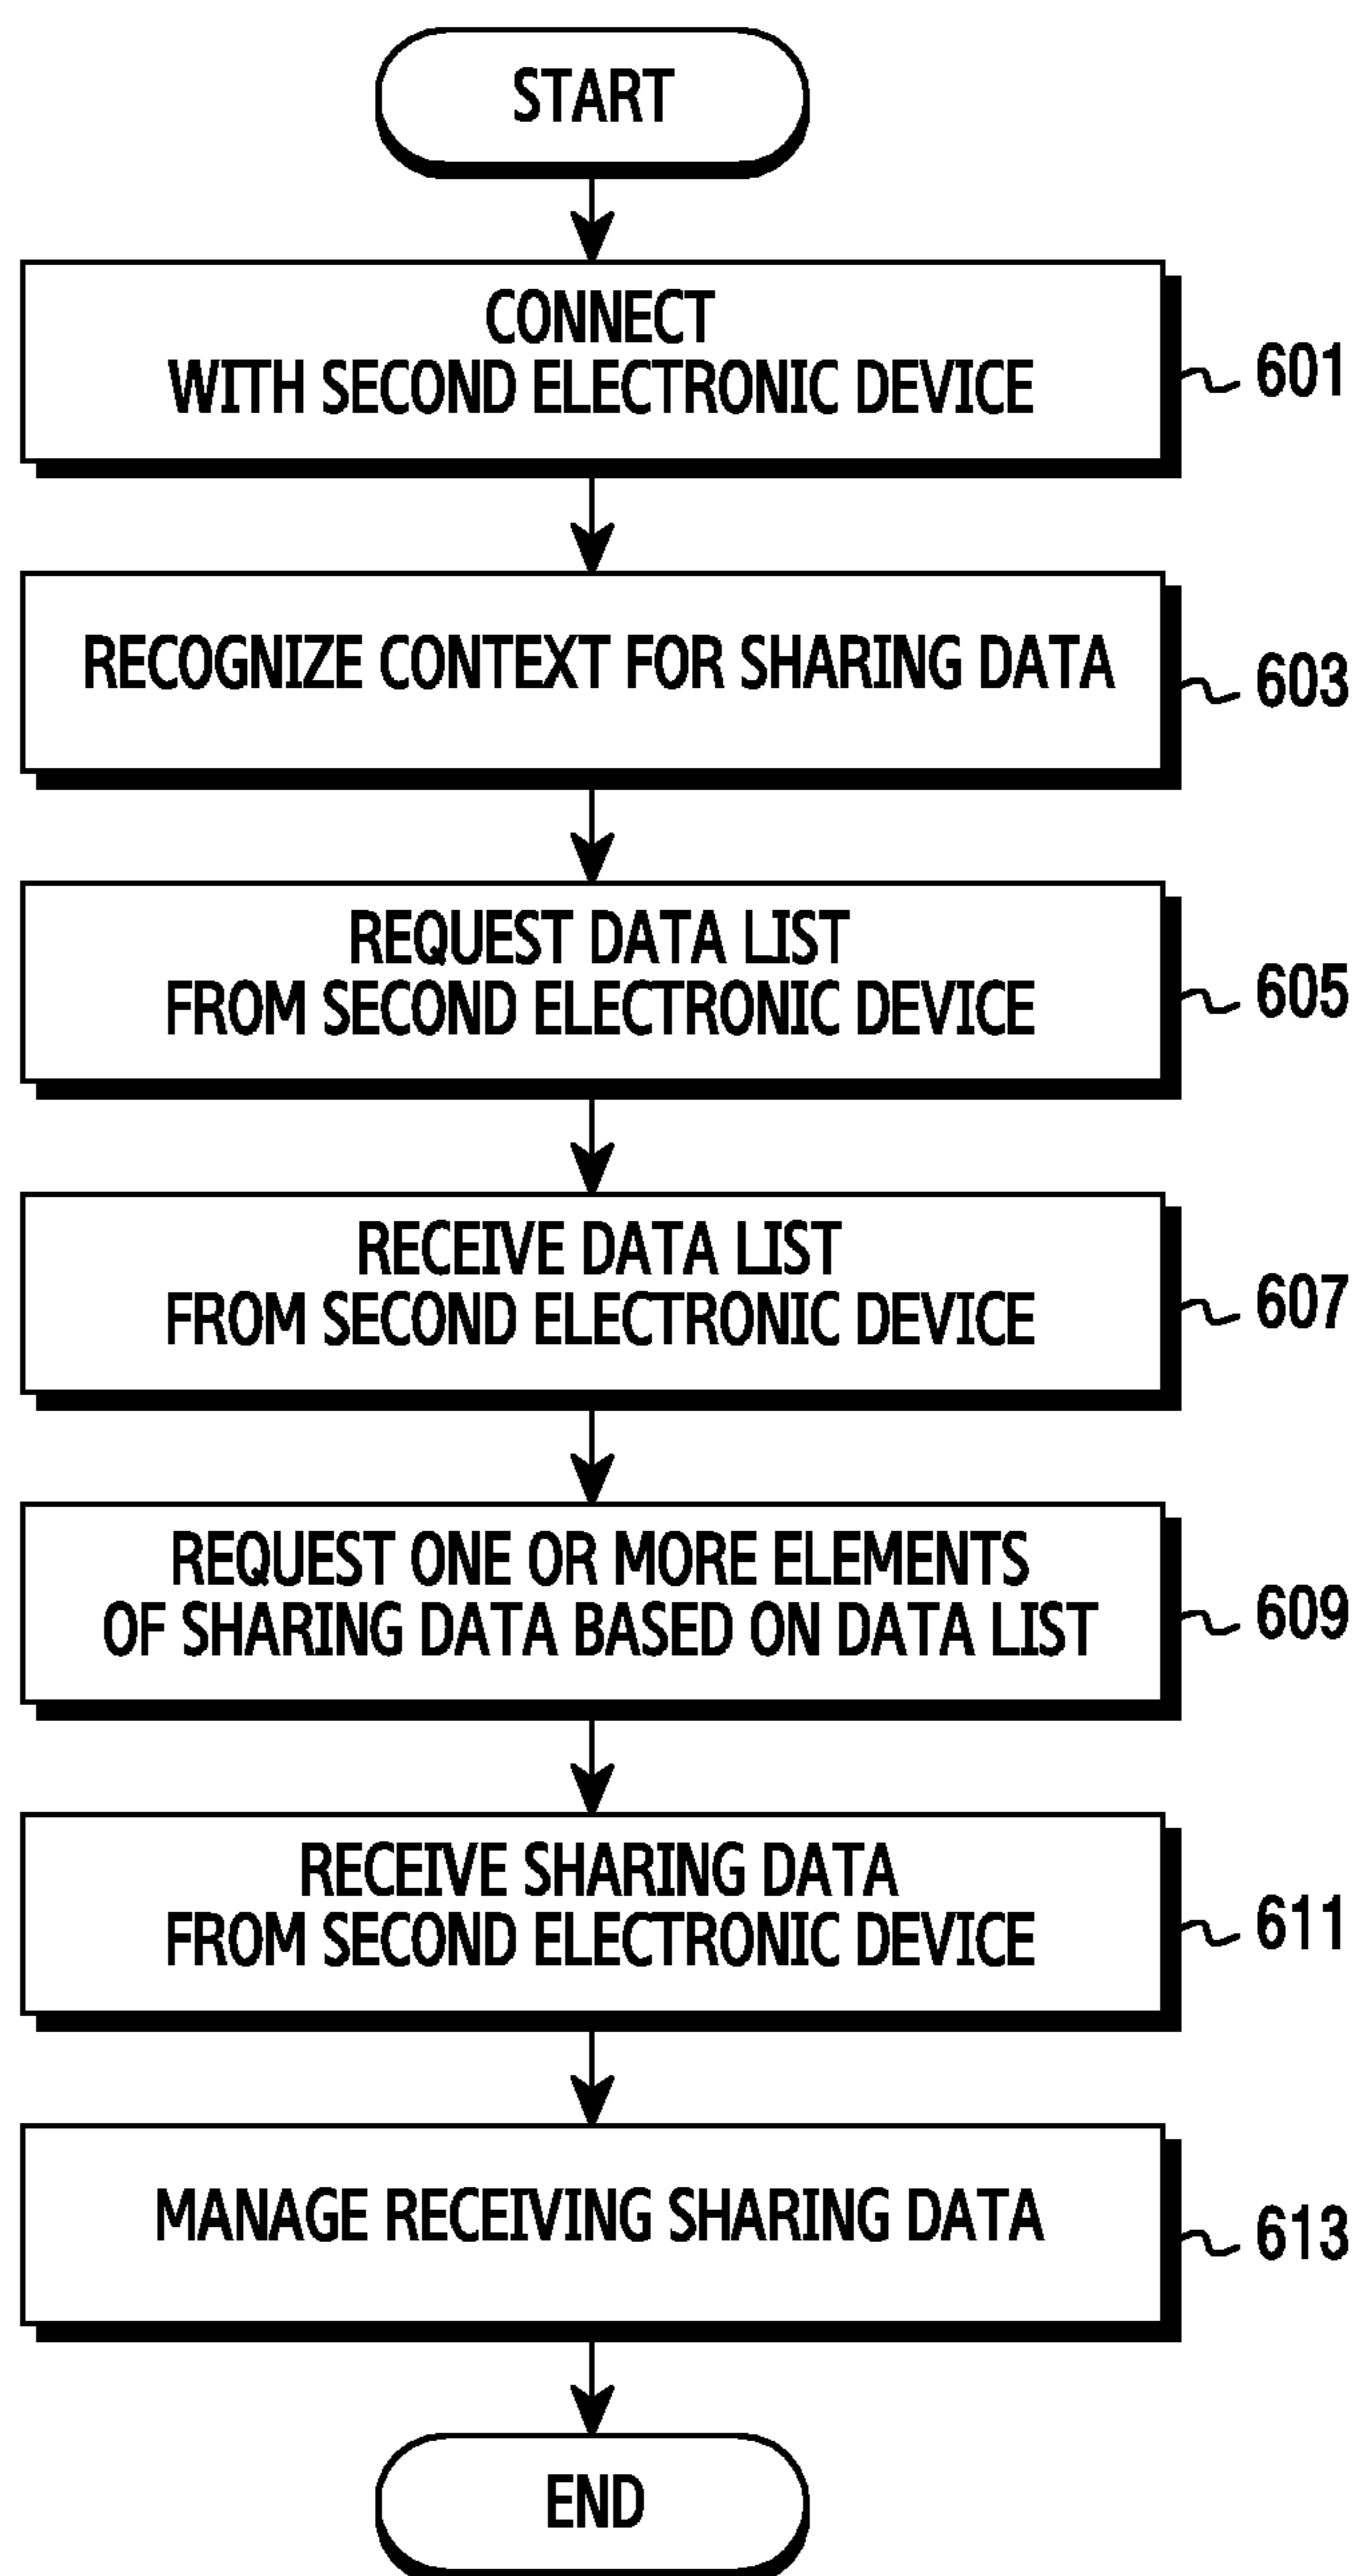 START
CONNECT
WITH SECOND ELECTRONIC DEVICE
601
RECOGNIZE CONTEXT FOR SHARING DATA
603
REQUEST DATA LIST
FROM SECOND ELECTRONIC DEVICE
605
RECEIVE DATA LIST
FROM SECOND ELECTRONIC DEVICE
607
REQUEST ONE OR MORE ELEMENTS
OF SHARING DATA BASED ON DATA LIST
609
RECEIVE SHARING DATA
FROM SECOND ELECTRONIC DEVICE
611
MANAGE RECEIVING SHARING DATA
613
END